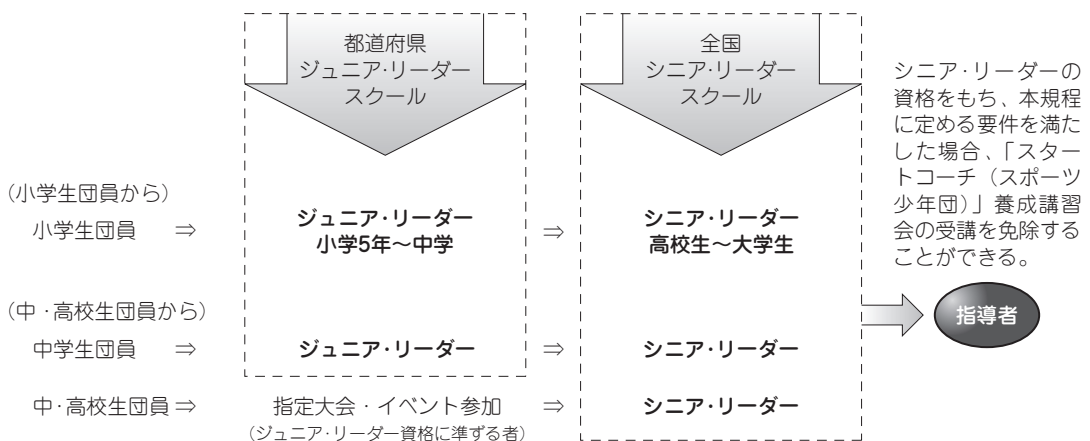 都道府県
ジュニア・リーダー
スクール
全国
シニア・リーダー
スクール
シニア・リーダーの
資格をもち、本規程
に定める要件を満た
した場合、「スター
トコーチ（スポーツ
少年団）」養成講習
会の受講を免除する
ことができる。
（小学生団員から）
小学生団員 ⇒ ジュニア・リーダー ⇒ シニア・リーダー
小学5年～中学 高校生～大学生
（中・高校生団員から）
指導者
中学生団員 ⇒ ジュニア・リーダー ⇒ シニア・リーダー
中・高校生団員 ⇒ 指定大会・イベント参加 ⇒ シニア・リーダー
（ジュニア・リーダー資格に準ずる者）